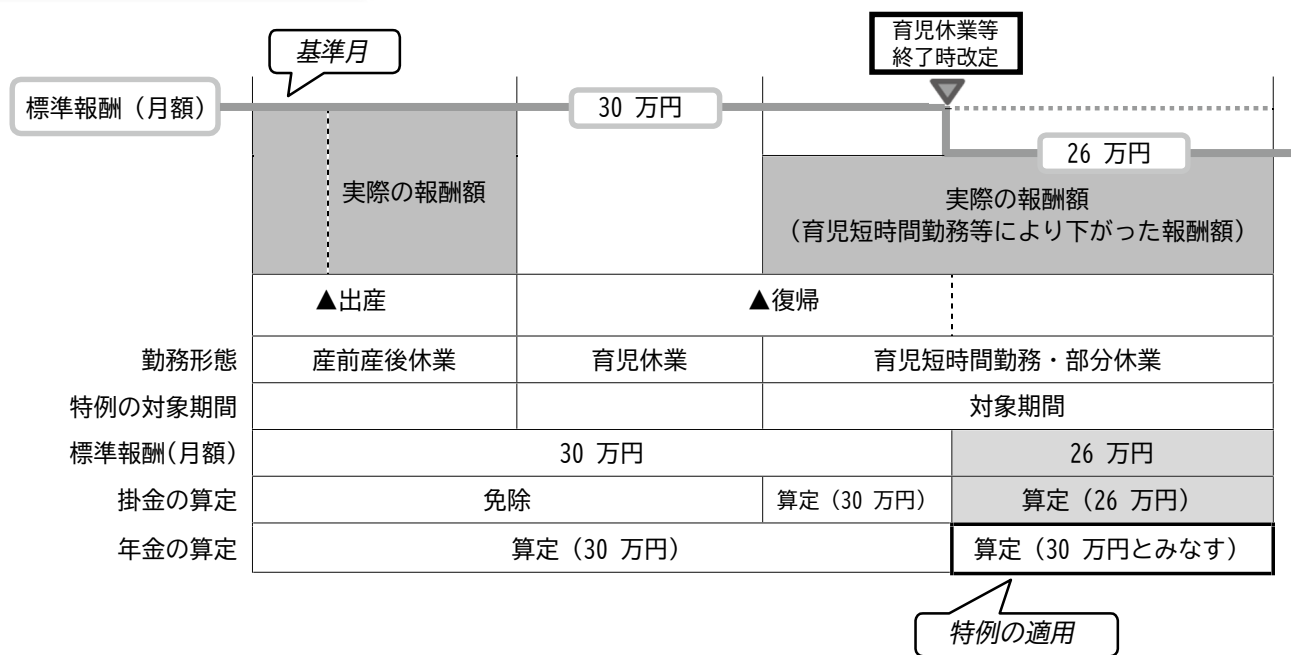 育児休業等
終了時改定
基準月
標準報酬（月額）
30 万円
26 万円
実際の報酬額
実際の報酬額
（育児短時間勤務等により下がった報酬額）
▲出産 ▲復帰
勤務形態 産前産後休業 育児休業 育児短時間勤務・部分休業
特例の対象期間 対象期間
標準報酬(月額) 30 万円 26 万円
掛金の算定 免除 算定（30 万円） 算定（26 万円）
年金の算定 算定（30 万円） 算定（30 万円とみなす）
特例の適用